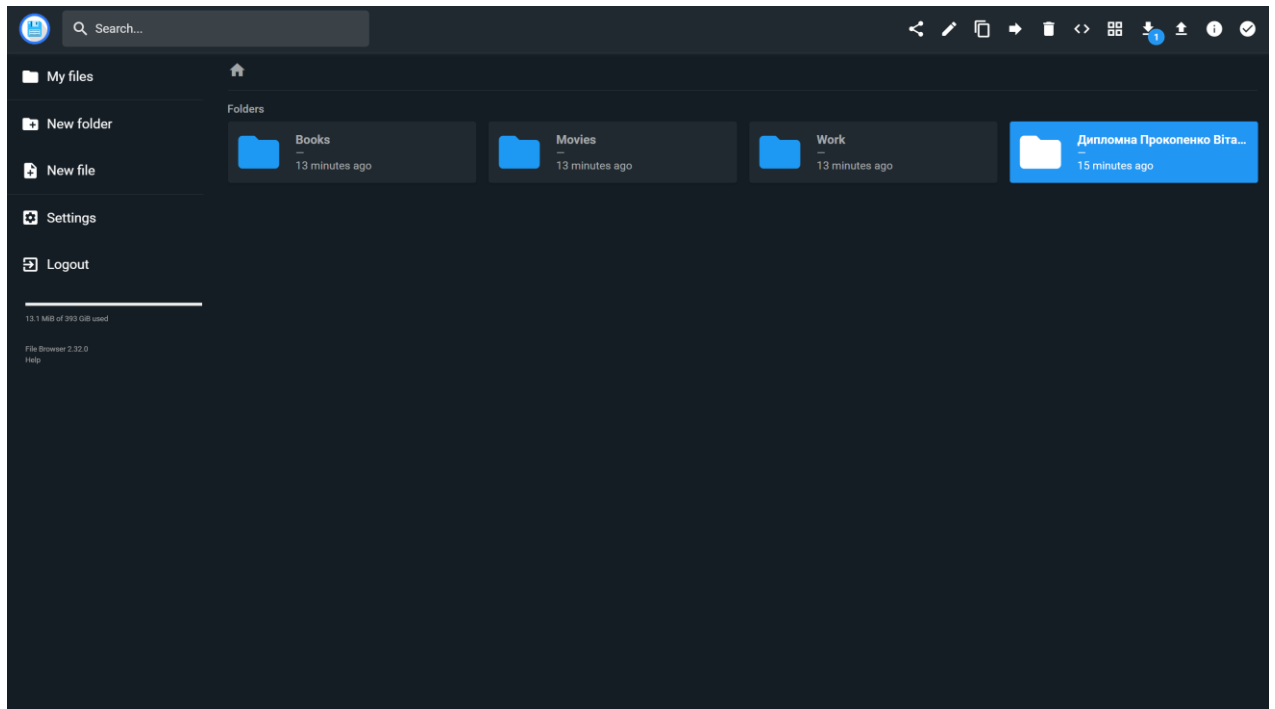 Search...
1
My files
New folder
New file
Settings
Logout
13.1 MiB of 393 GiB used
File Browser 2.32.0
Help
Folders
Books
—
13 minutes ago
Movies
—
13 minutes ago
Work
—
13 minutes ago
Дипломна Прокопенко Віта...
—
15 minutes ago